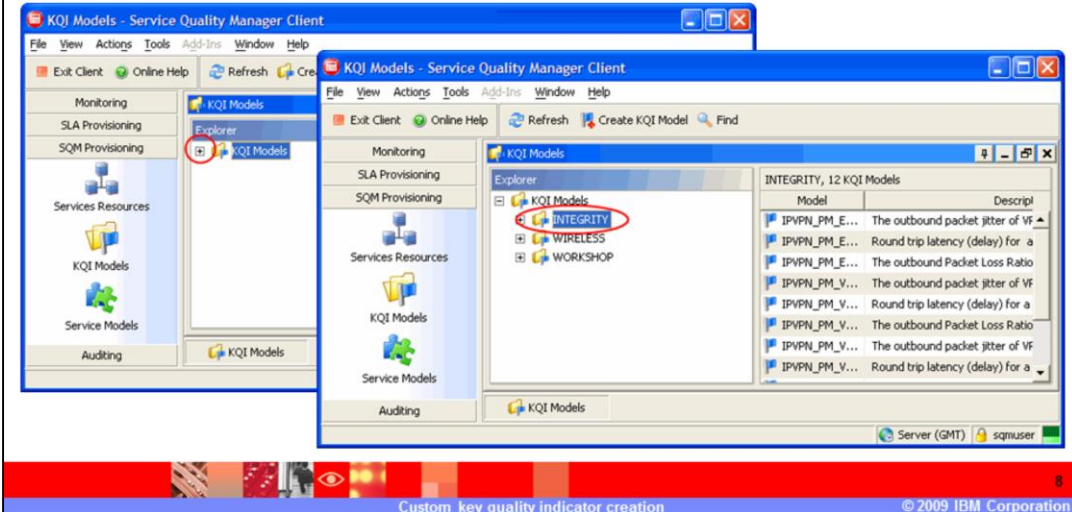 KQI Models - Service Quality Manager Client
File View Actions Tools Add-Ins Window Help
Exit Client Online Help Refresh Cre
Monitoring
SLA Provisioning
SQM Provisioning
Services Resources
KQI Models
Service Models
Auditing
KQI Models
Explorer
KQI Models
KQI Models
KQI Models - Service Quality Manager Client
File View Actions Tools Add-Ins Window Help
Exit Client Online Help Refresh Create KQI Model Find
Monitoring
SLA Provisioning
SQM Provisioning
Services Resources
KQI Models
Service Models
Auditing
KQI Models
Explorer
KQI Models
INTEGRITY
WIRELESS
WORKSHOP
INTEGRITY, 12 KQI Models
Model Descript
IPVPN_PM_E... The outbound packet jitter of VF
IPVPN_PM_E... Round trip latency (delay) for a
IPVPN_PM_E... The outbound Packet Loss Ratio
IPVPN_PM_V... The outbound packet jitter of VF
IPVPN_PM_V... Round trip latency (delay) for a
IPVPN_PM_V... The outbound Packet Loss Ratio
IPVPN_PM_V... The outbound packet jitter of VF
IPVPN_PM_V... Round trip latency (delay) for a
KQI Models
Server (GMT) sqmuser
8
Custom key quality indicator creation © 2009 IBM Corporation